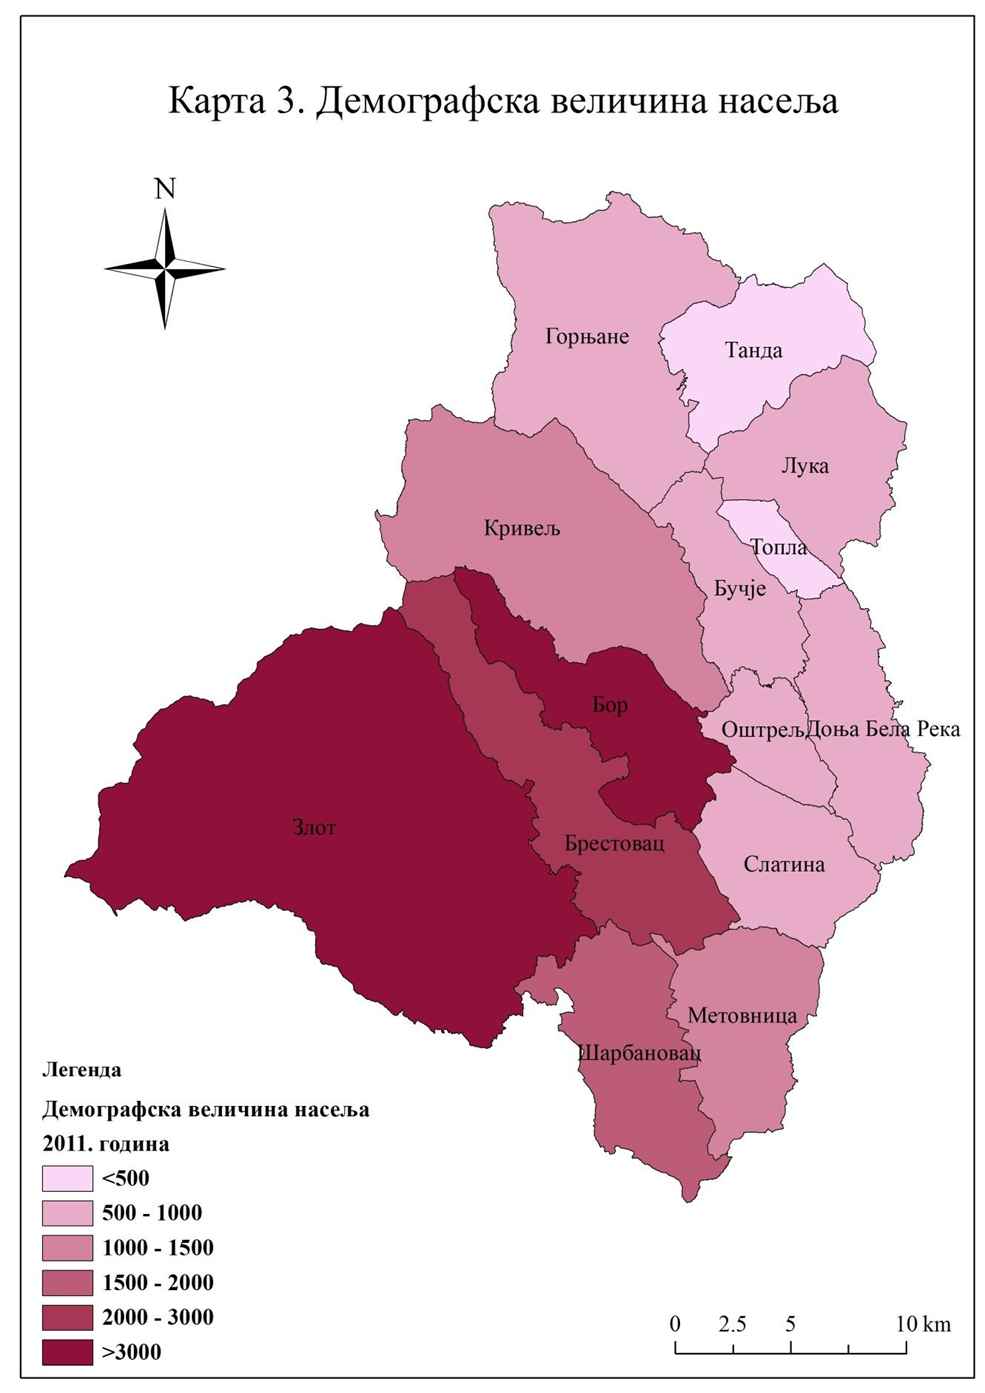 Карта 3. Демографска величина насеља
N
Горњане
Танда
Лука
Кривељ
Топла
Бучје
Бор
Оштрељ
Доња Бела Река
Злот
Брестовац
Слатина
Метовница
Шарбановац
Легенда
Демографска величина насеља
2011. година
<500
500 - 1000
1000 - 1500
1500 - 2000
2000 - 3000
>3000
0 2.5 5 10 km